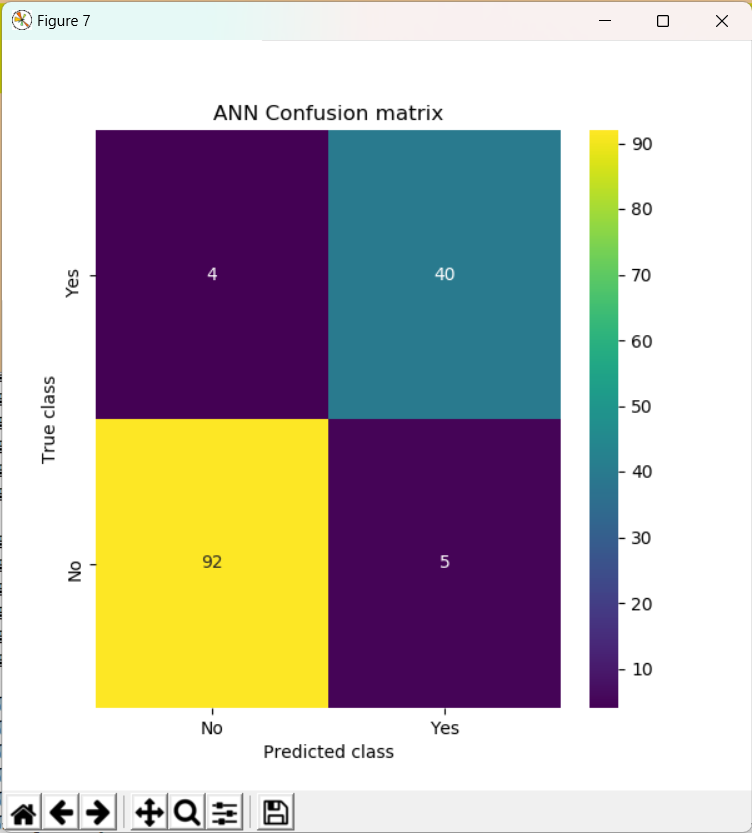 Figure 7
ANN Confusion matrix
90
80
70
60
50
40
30
20
10
Yes
4
40
True class
No
92
5
No
Yes
Predicted class